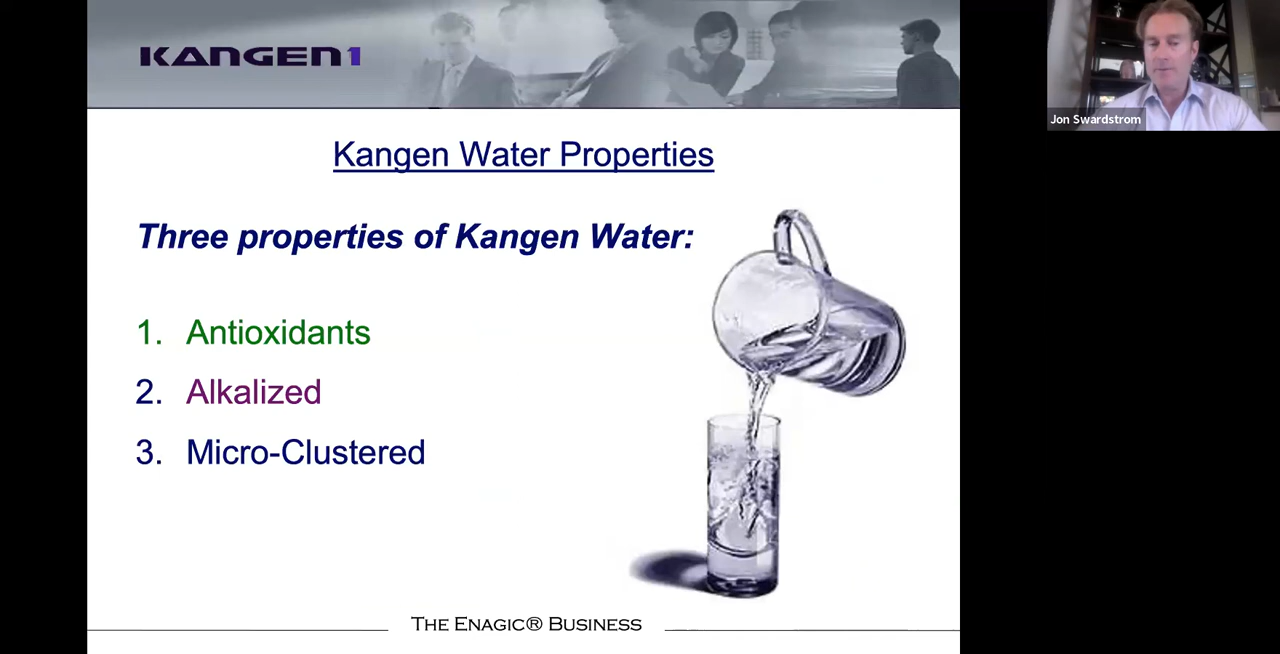 KANGEN1
Jon Swardstrom
Kangen Water Properties
Three properties of Kangen Water:
1. Antioxidants
2. Alkalized
3. Micro-Clustered
THE ENAGIC® BUSINESS